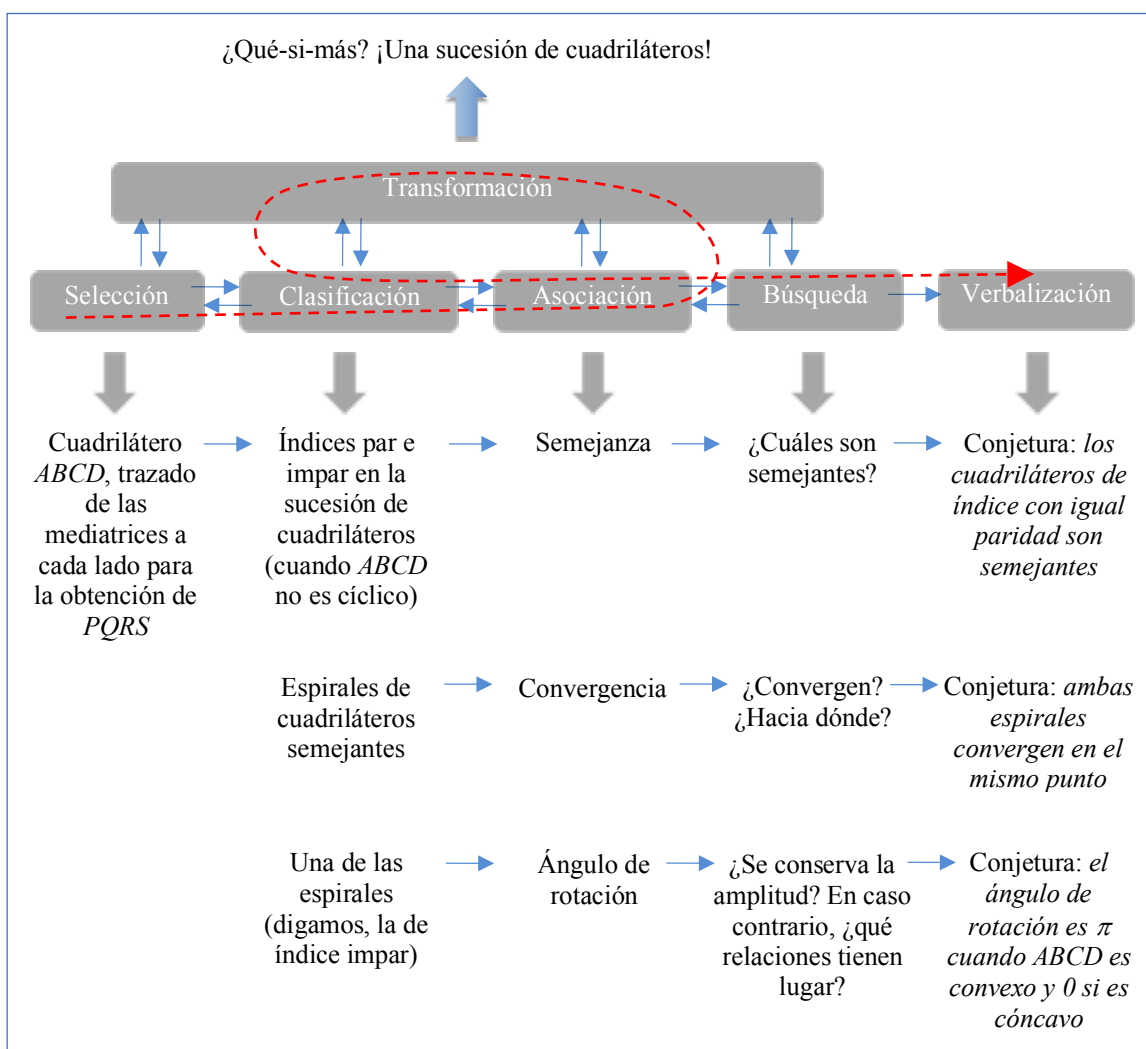 ¿Qué-si-más? ¡Una sucesión de cuadriláteros!
Transformación
Selección
Clasificación
Asociación
Búsqueda
Verbalización
Cuadrilátero
ABCD, trazado
de las
mediatrices a
cada lado para
la obtención de
PQRS
Índices par e
impar en la
sucesión de
cuadriláteros
(cuando ABCD
no es cíclico)
Semejanza
¿Cuáles son
semejantes?
Conjetura: los
cuadriláteros de
índice con igual
paridad son
semejantes
Espirales de
cuadriláteros
semejantes
Convergencia
¿Convergen?
¿Hacia dónde?
Conjetura: ambas
espirales
convergen en el
mismo punto
Una de las
espirales
(digamos, la de
índice impar)
Ángulo de
rotación
¿Se conserva la
amplitud? En caso
contrario, ¿qué
relaciones tienen
lugar?
Conjetura: el
ángulo de
rotación es π
cuando ABCD es
convexo y 0 si es
cóncavo